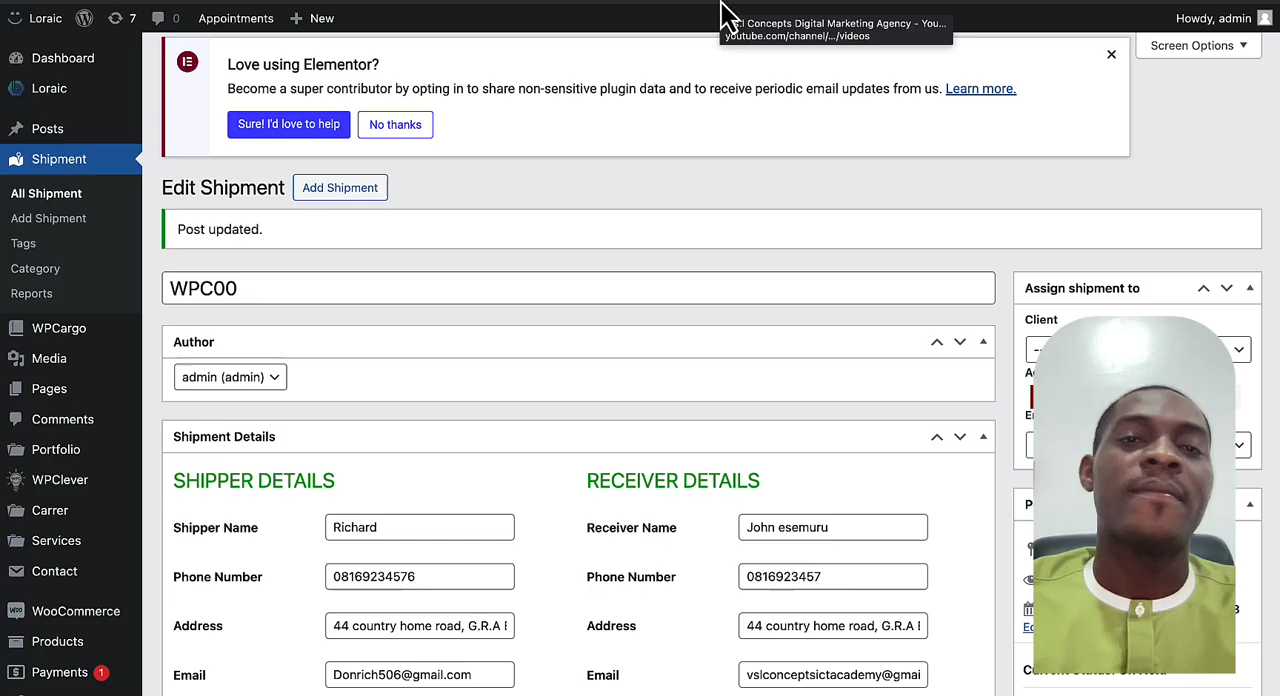 Loraic
7
0
Appointments
New
Howdy, admin
l Concepts Digital Marketing Agency - You...
youtube.com/channel/.../videos
Screen Options
Dashboard
Loraic
Posts
Shipment
All Shipment
Add Shipment
Tags
Category
Reports
WPCargo
Media
Pages
Comments
Portfolio
WPClever
Carrer
Services
Contact
WooCommerce
Products
Payments 1
Love using Elementor?
Become a super contributor by opting in to share non-sensitive plugin data and to receive periodic email updates from us. Learn more.
Sure! I'd love to help
No thanks
Edit Shipment
Add Shipment
Post updated.
WPC00
Author
admin (admin)
Shipment Details
SHIPPER DETAILS
RECEIVER DETAILS
Shipper Name
Richard
Receiver Name
John esemuru
Phone Number
08169234576
Phone Number
0816923457
Address
44 country home road, G.R.A
Address
44 country home road, G.R.A
Email
Donrich506@gmail.com
Email
vslconceptsictacademy@gmai
Assign shipment to
Client